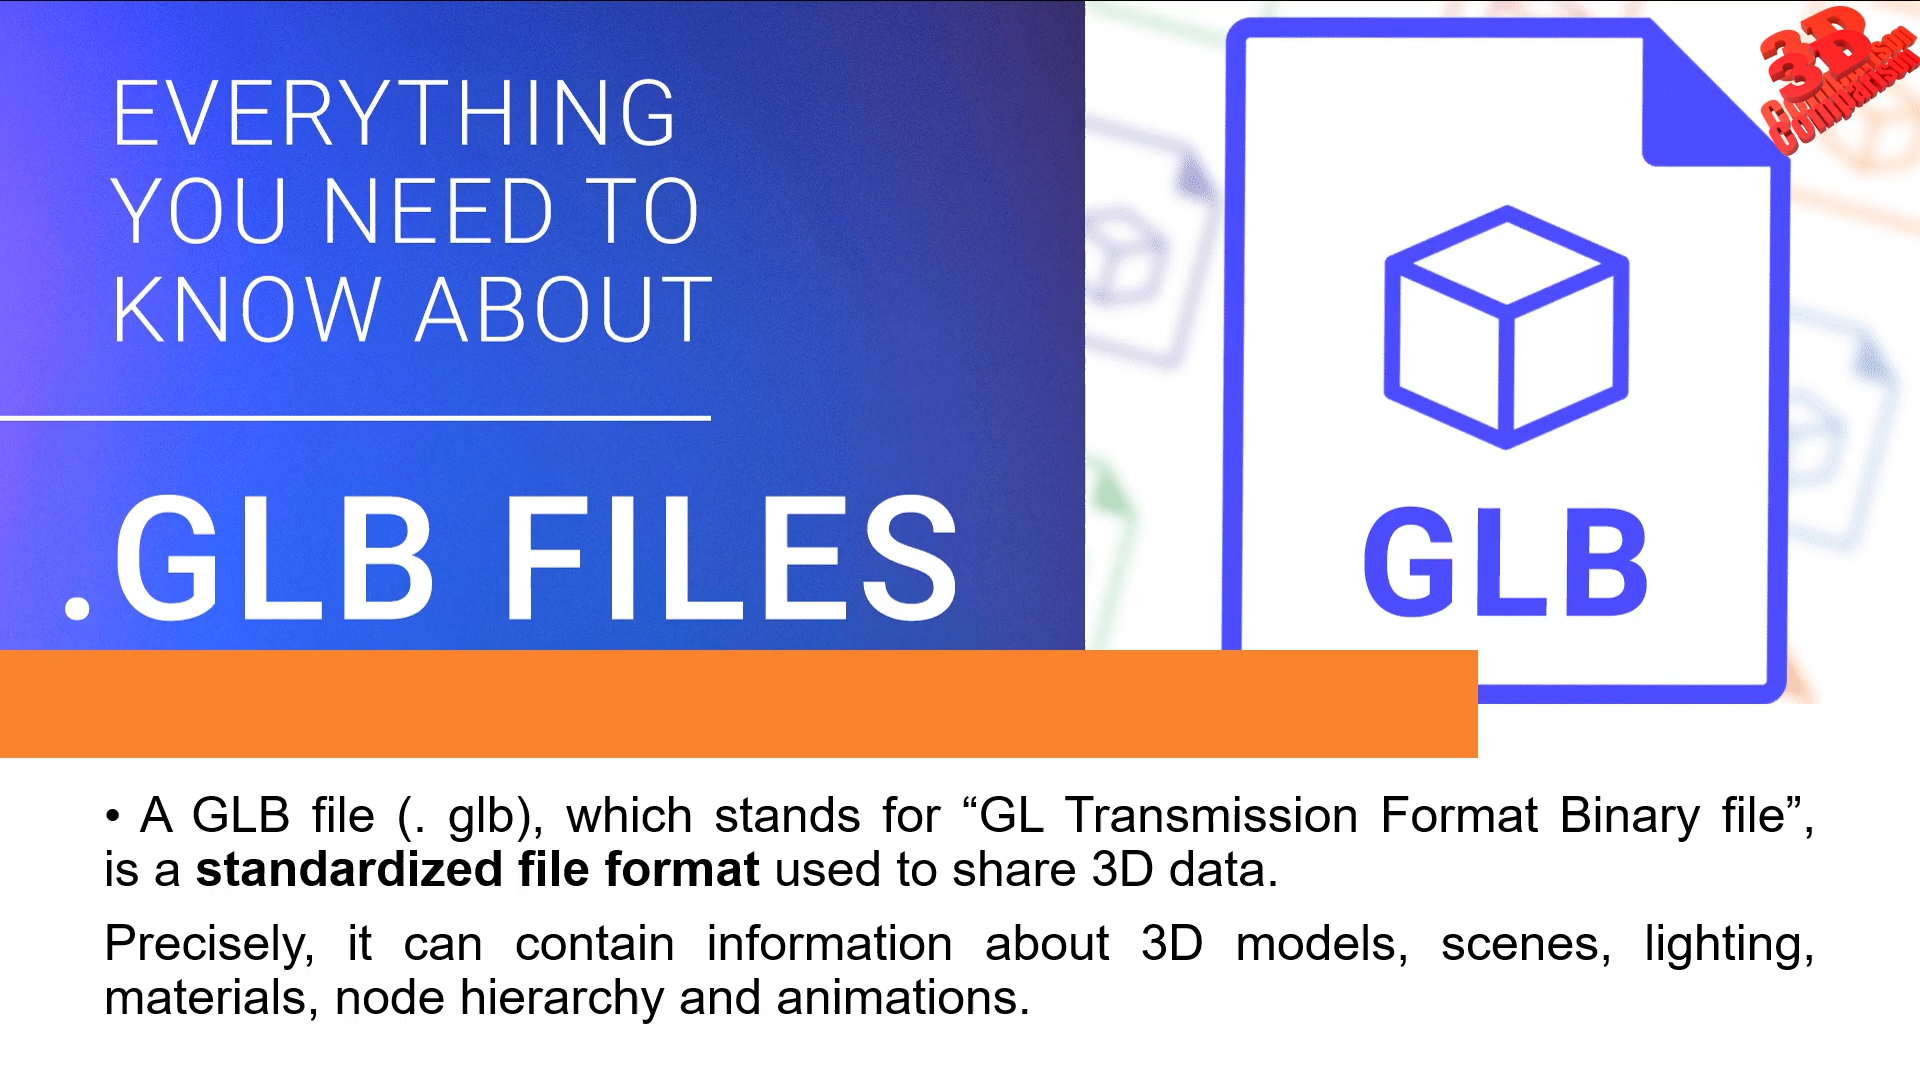 EVERYTHING
YOU NEED TO
KNOW ABOUT
.GLB FILES
GLB
3D
Comparison
• A GLB file (. glb), which stands for “GL Transmission Format Binary file”,
is a standardized file format used to share 3D data.
Precisely, it can contain information about 3D models, scenes, lighting,
materials, node hierarchy and animations.